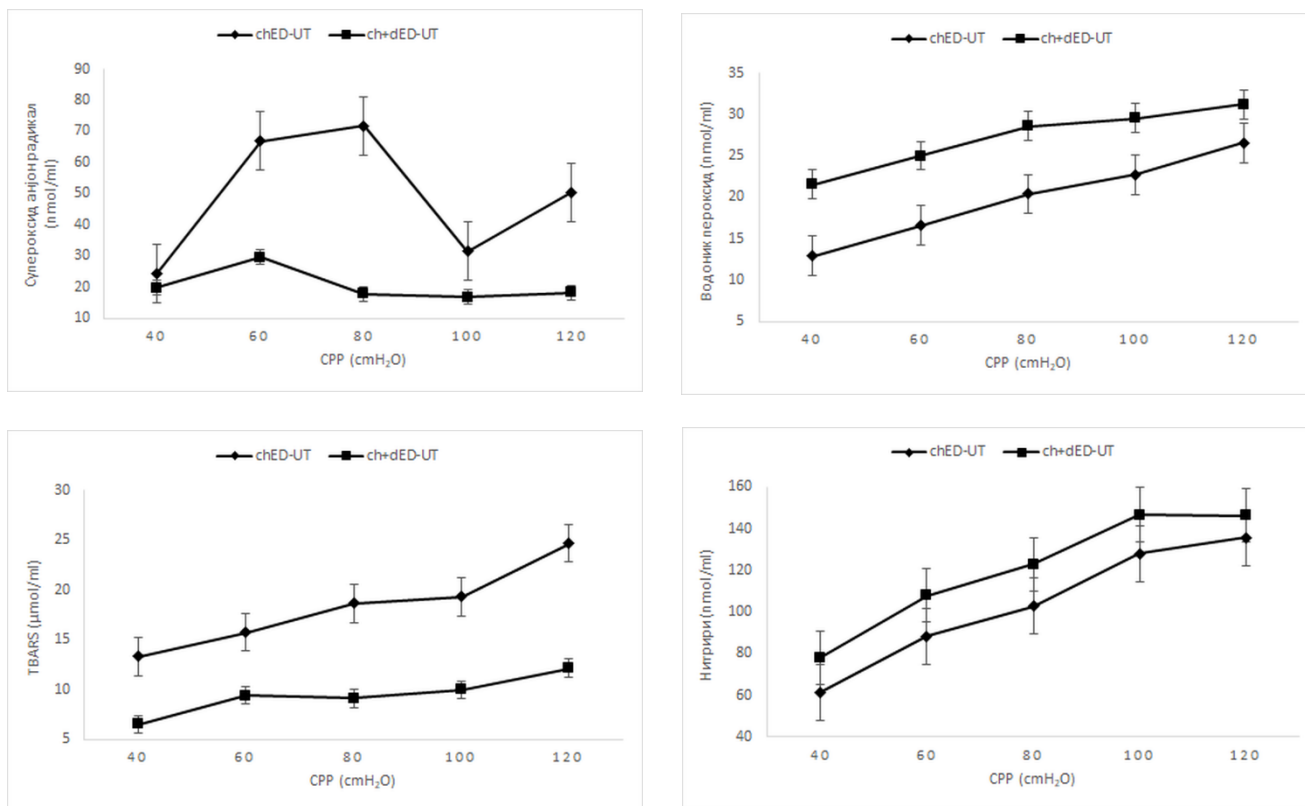 chED-UT ch+dED-UT
90
80
70
60
50
40
30
20
10
Супероксид анјон радикал
(nmol/ml)
40 60 80 100 120
CPP (cmH₂O)
chED-UT ch+dED-UT
35
30
25
20
15
10
5
Водоник пероксид (nmol/ml)
40 60 80 100 120
CPP (cmH₂O)
chED-UT ch+dED-UT
30
25
20
15
10
5
TBARS (µmol/ml)
40 60 80 100 120
CPP (cmH₂O)
chED-UT ch+dED-UT
160
140
120
100
80
60
40
Нитрири (nmol/ml)
40 60 80 100 120
CPP (cmH₂O)